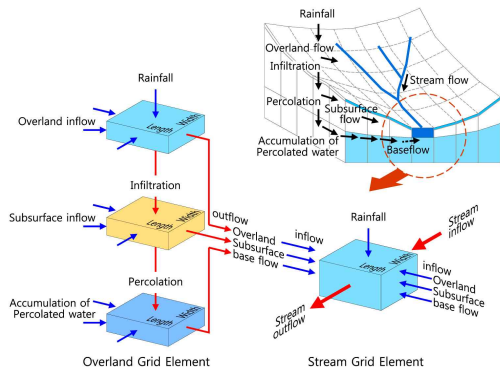 Rainfall
Overland inflow
Length
Width
Infiltration
Subsurface inflow
Length
Width
outflow
Overland
Subsurface
base flow
Percolation
Accumulation of
Percolated water
Length
Width
Overland Grid Element
Rainfall
Overland flow
Infiltration
Stream flow
Percolation
Subsurface
flow
Accumulation of
Percolated water
Baseflow
Rainfall
Stream
inflow
inflow
Length
Width
inflow
Overland
Subsurface
base flow
Stream
outflow
Stream Grid Element